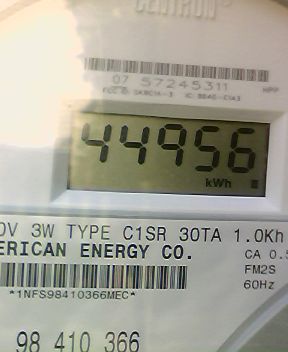 CENTRON
07 57245311
44956
kWh
0V 3W TYPE C1SR 30TA 1.0Kh
ERICAN ENERGY CO. CA 0.5
FM2S
*1NFS98410366MEC* 60Hz
98 410 366